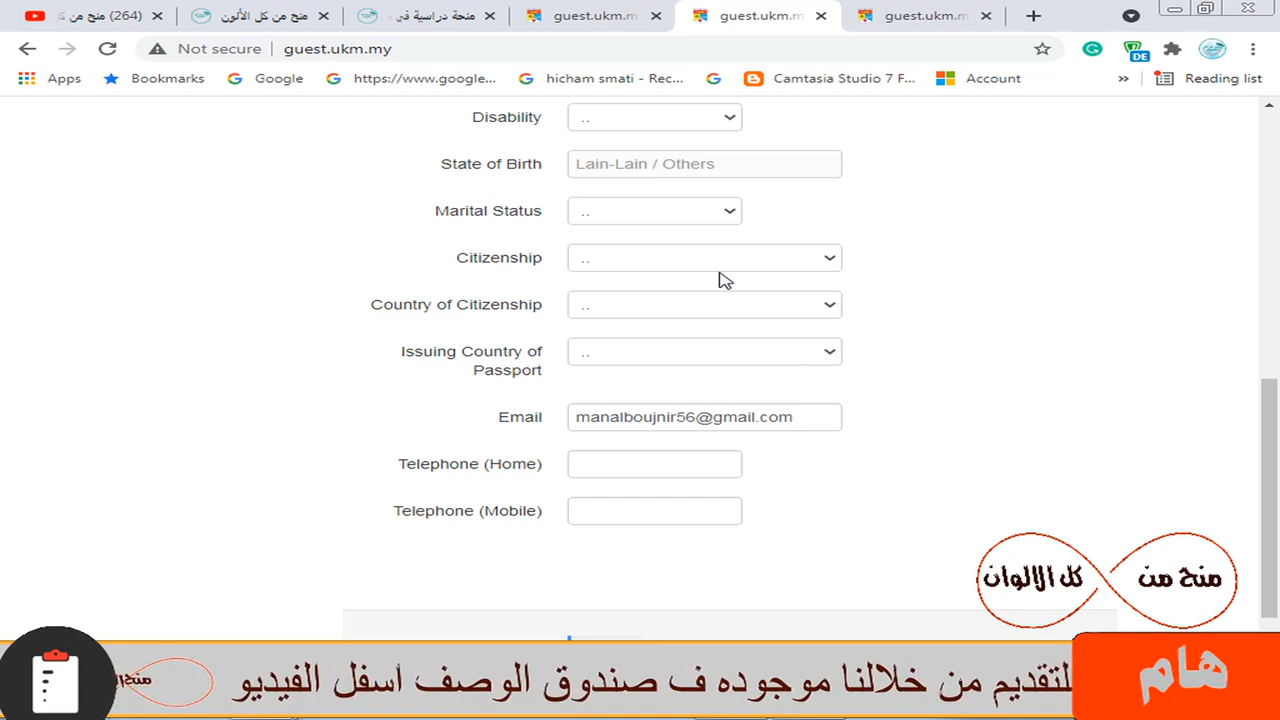 (264) منح من ك
منح من كل الألوان
منحة دراسية في
guest.ukm.m
guest.ukm.m
guest.ukm.m
Not secure
guest.ukm.my
DE
Apps
Bookmarks
Google
https://www.google...
hicham smati - Rec...
Camtasia Studio 7 F...
Account
»
Reading list
Disability
..
State of Birth
Lain-Lain / Others
Marital Status
..
Citizenship
..
Country of Citizenship
..
Issuing Country of
Passport
..
Email
manalboujnir56@gmail.com
Telephone (Home)
Telephone (Mobile)
منح من كل الالوان
هام
للتقديم من خلالنا موجوده ف صندوق الوصف اسفل الفيديو